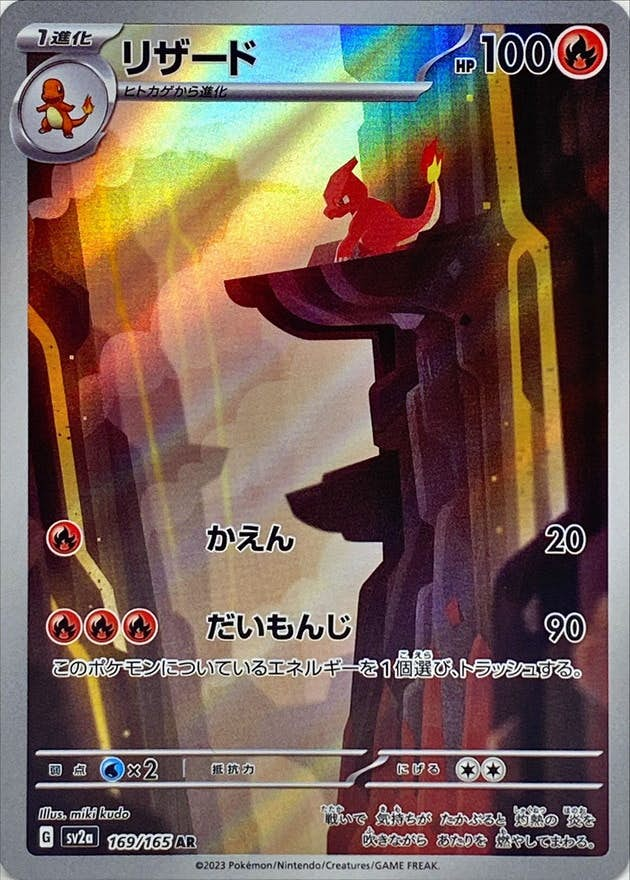 1進化
リザード
HP 100
ヒトカゲから進化
かえん 20
だいもんじ 90
このポケモンについているエネルギーを1個選び、トラッシュする。
弱点 ×2 抵抗力 にげる
Illus. miki kudo
G sv2a 169/165 AR
戦いで 気持ちが たかぶると 灼熱の 炎を
吹きながら あたりを 燃やしてまわる。
©2023 Pokémon/Nintendo/Creatures/GAME FREAK.